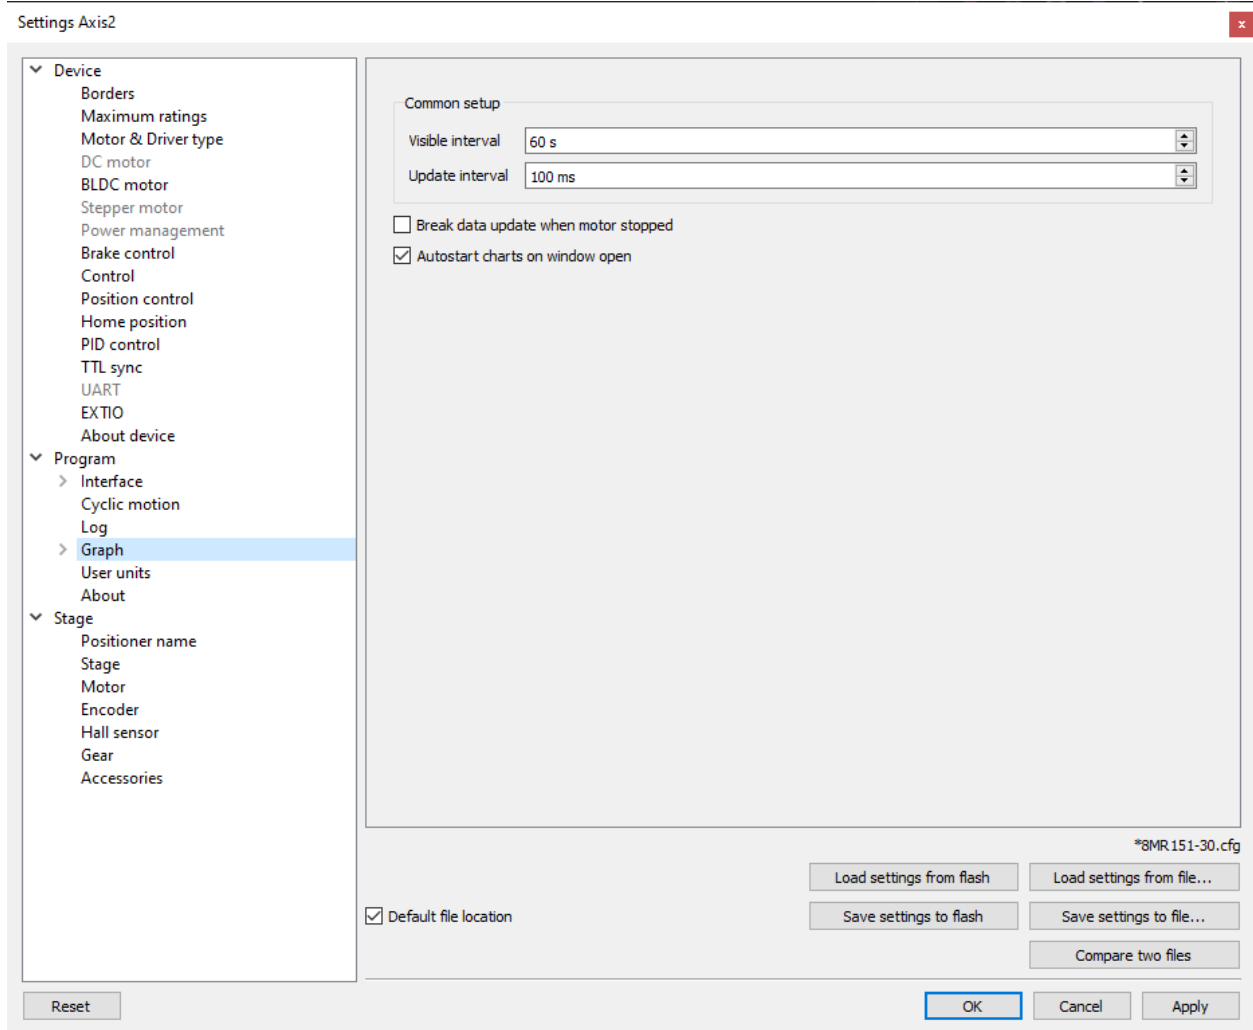 Settings Axis2
x
Device
Borders
Maximum ratings
Motor & Driver type
DC motor
BLDC motor
Stepper motor
Power management
Brake control
Control
Position control
Home position
PID control
TTL sync
UART
EXTIO
About device
Program
Interface
Cyclic motion
Log
Graph
User units
About
Stage
Positioner name
Stage
Motor
Encoder
Hall sensor
Gear
Accessories
Common setup
Visible interval 60 s
Update interval 100 ms
Break data update when motor stopped
Autostart charts on window open
*8MR151-30.cfg
Load settings from flash Load settings from file...
Default file location Save settings to flash Save settings to file...
Compare two files
Reset OK Cancel Apply